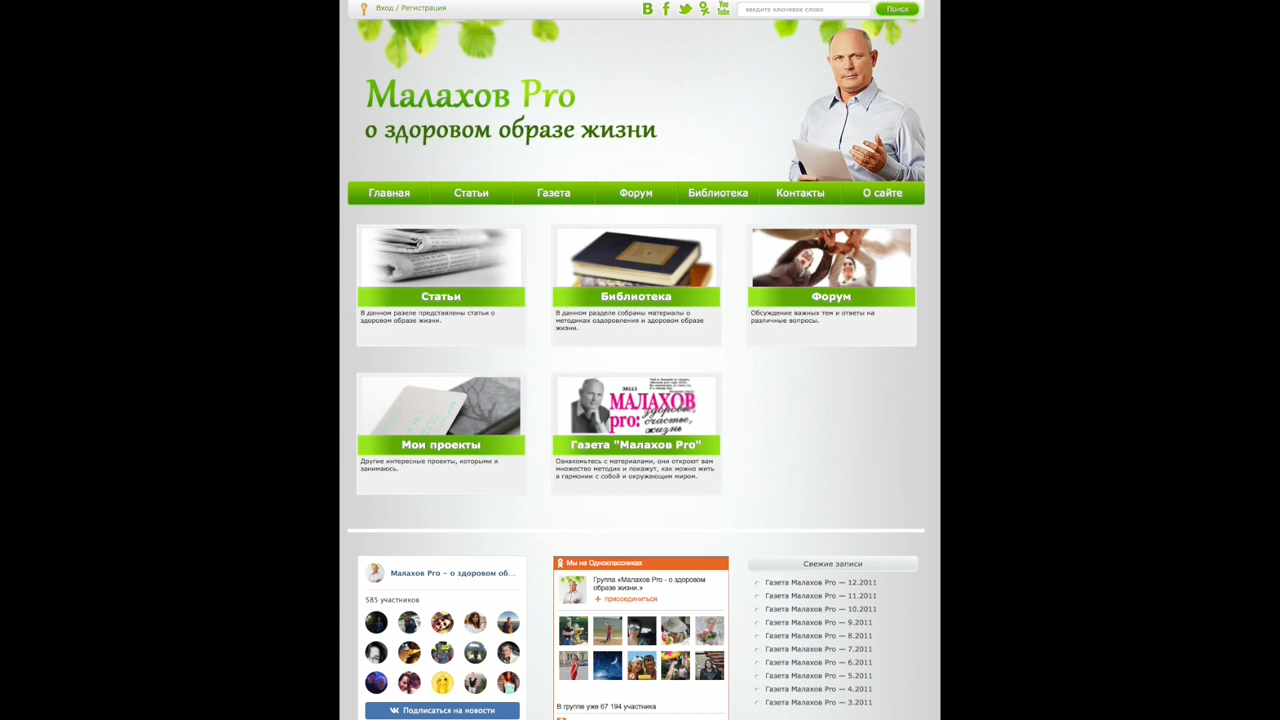 Вход / Регистрация
You
Tube
введите ключевое слово
Поиск
Малахов Pro
о здоровом образе жизни
Главная
Статьи
Газета
Форум
Библиотека
Контакты
О сайте
Статьи
В данном разеле представлены статьи о
здоровом образе жизни.
Библиотека
В данном разделе собраны материалы о
методиках оздоровления и здоровом образе
жизни.
Форум
Обсуждение важных тем и ответы на
различные вопросы.
Мои проекты
Другие интересные проекты, которыми я
занимаюсь.
МАЛАХОВ
pro: здоровье,
счастье,
жизнь
Газета "Малахов Pro"
Ознакомьтесь с материалами, они откроют вам
множество методик и покажут, как можно жить
в гармонии с собой и окружающим миром.
Малахов Pro – о здоровом об...
585 участников
Подписаться на новости
Мы на Одноклассниках
Группа «Малахов Pro - о здоровом
образе жизни.»
+ присоединиться
В группе уже 67 194 участника
Свежие записи
Газета Малахов Pro — 12.2011
Газета Малахов Pro — 11.2011
Газета Малахов Pro — 10.2011
Газета Малахов Pro — 9.2011
Газета Малахов Pro — 8.2011
Газета Малахов Pro — 7.2011
Газета Малахов Pro — 6.2011
Газета Малахов Pro — 5.2011
Газета Малахов Pro — 4.2011
Газета Малахов Pro — 3.2011